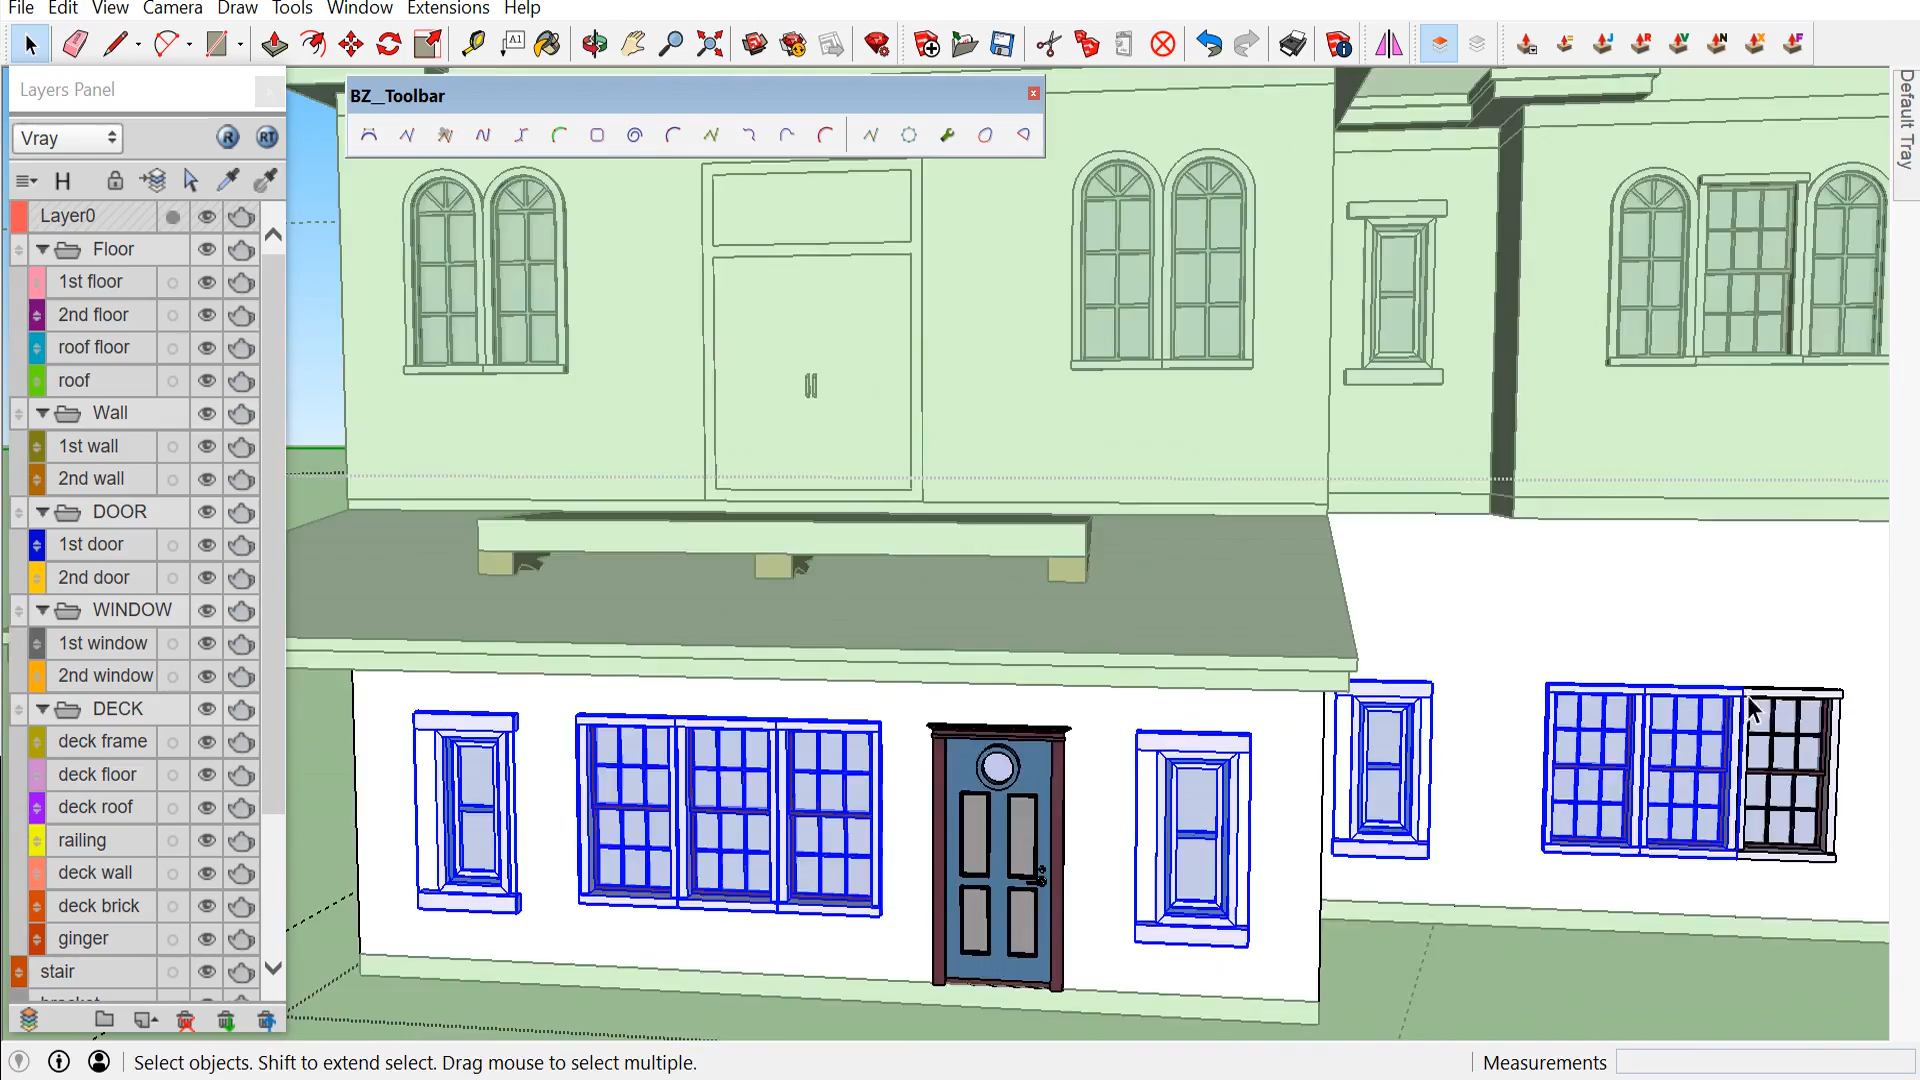 File Edit View Camera Draw Tools Window Extensions Help
A1
Layers Panel
BZ__Toolbar
Default Tray
Vray
R RT
H
Layer0
Floor
1st floor
2nd floor
roof floor
roof
Wall
1st wall
2nd wall
DOOR
1st door
2nd door
WINDOW
1st window
2nd window
DECK
deck frame
deck floor
deck roof
railing
deck wall
deck brick
ginger
stair
Select objects. Shift to extend select. Drag mouse to select multiple.
Measurements